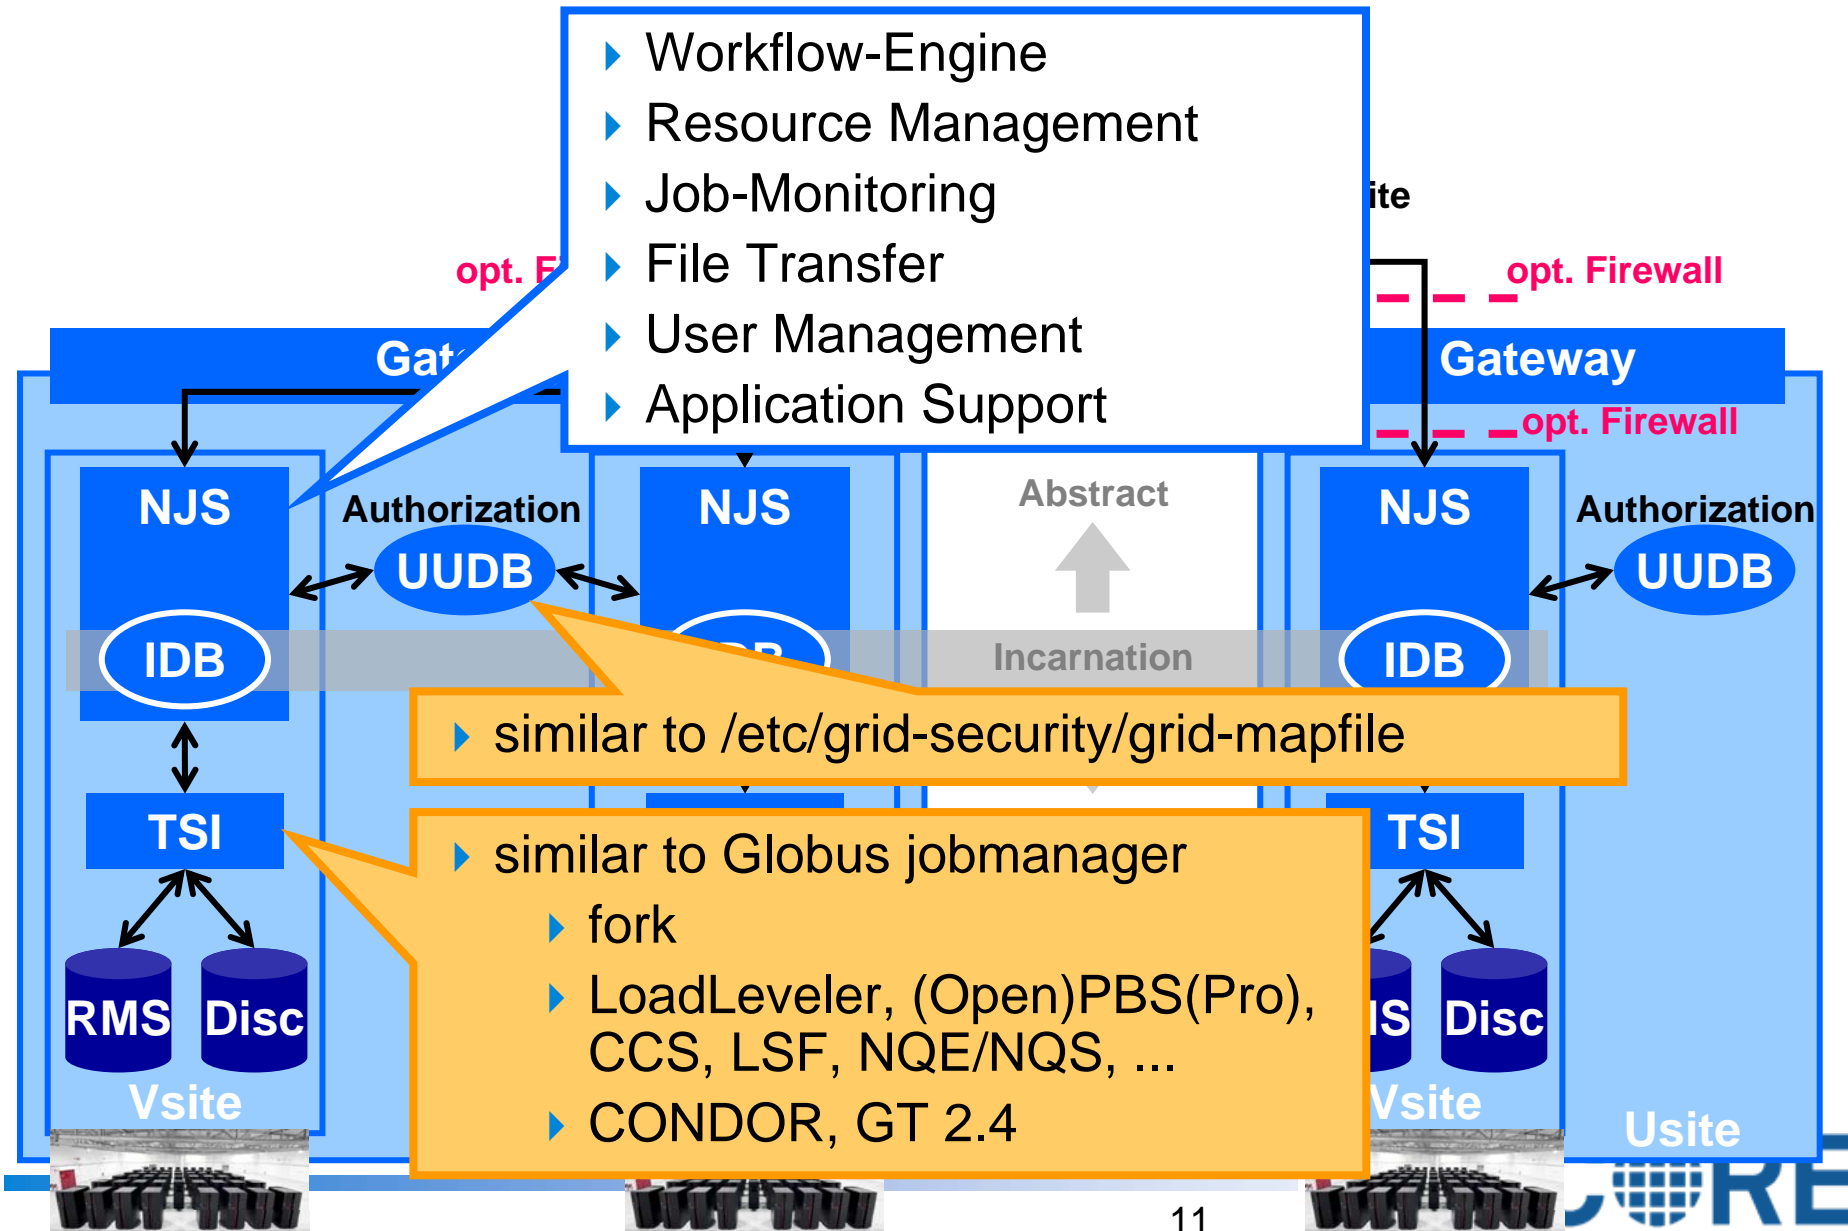 Workflow-Engine
Resource Management
Job-Monitoring
File Transfer
User Management
Application Support
opt. Firewall
Gateway
opt. Firewall
NJS
Authorization
UUDB
IDB
NJS
Abstract
Incarnation
NJS
Authorization
UUDB
IDB
similar to /etc/grid-security/grid-mapfile
TSI
similar to Globus jobmanager
fork
LoadLeveler, (Open)PBS(Pro),
CCS, LSF, NQE/NQS, ...
CONDOR, GT 2.4
TSI
RMS
Disc
Disc
Vsite
Vsite
Usite
11